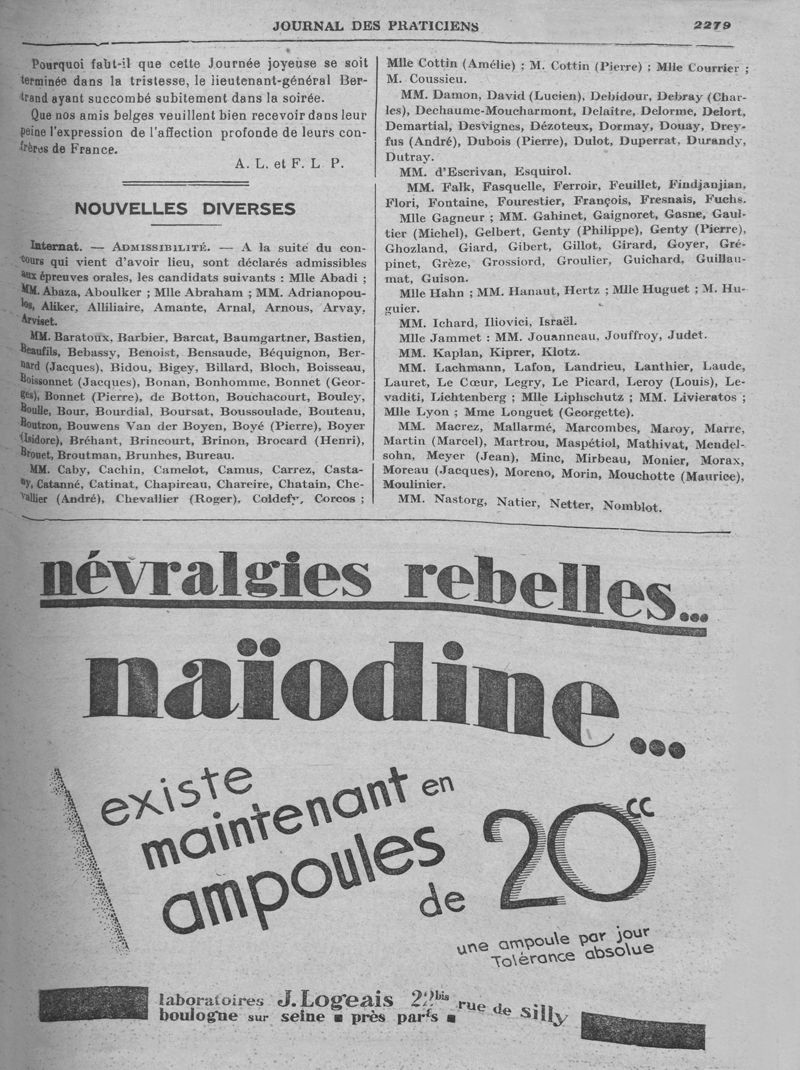 JOURNAL DES PRATICIENS
2279
Pourquoi faut-il que cette Journée joyeuse se soit
terminée dans la tristesse, le lieutenant-général Ber-
trand ayant succombé subitement dans la soirée.
Que nos amis belges veuillent bien recevoir dans leur
peine l'expression de l'affection profonde de leurs con-
frères de France.
A. L. et F. L P.
NOUVELLES DIVERSES
Internat. — ADMISSIBILITÉ. — A la suite du con-
cours qui vient d'avoir lieu, sont déclarés admissibles
aux épreuves orales, les candidats suivants : Mlle Abadi ;
MM. Abaza, Aboulker ; Mlle Abraham ; MM. Adrianopou-
los, Aliker, Alliliaire, Amante, Arnal, Arnous, Arvay,
Arviset.
MM. Baratoux, Barbier, Barcat, Baumgartner, Bastien,
Beaufils, Bebassy, Benoist, Bensaude, Béquignon, Ber-
nard (Jacques), Bidou, Bigey, Billard, Bloch, Boisseau,
Boissonnet (Jacques), Bonan, Bonhomme, Bonnet (Geor-
ges), Bonnet (Pierre), de Botton, Bouchacourt, Bouley,
Boulle, Bour, Bourdial, Boursat, Boussoulade, Bouteau,
Boutron, Bouwens Van der Boyen, Boyé (Pierre), Boyer
(Isidore), Bréhant, Brincourt, Brinon, Brocard (Henri),
Brouet, Broutman, Brunhes, Bureau.
MM. Caby, Cachin, Camelot, Camus, Carrez, Casta-
ny, Catanné, Catinat, Chapireau, Chareire, Chatain, Che-
vallier (André), Chevallier (Roger), Coldefy, Corcos ;
Mlle Cottin (Amélie) ; M. Cottin (Pierre) ; Mlle Courrier ;
M. Coussieu.
MM. Damon, David (Lucien), Debidour, Debray (Char-
les), Dechaume-Moucharmont, Delaitre, Delorme, Delort,
Demartial, DesVignes, Dézoteux, Dormay, Douay, Drey-
fus (André), Dubois (Pierre), Dulot, Duperrat, Durandy,
Dutray.
MM. d'Escrivan, Esquirol.
MM. Falk, Fasquelle, Ferroir, Feuillet, Findjanjian,
Flori, Fontaine, Fourestier, François, Fresnais, Fuchs.
Mlle Gagneur ; MM. Gahinet, Gaignoret, Gasne, Gaul-
tier (Michel), Gelbert, Genty (Philippe), Genty (Pierre),
Ghozland, Giard, Gibert, Gillot, Girard, Goyer, Gré-
pinet, Grèze, Grossiord, Groulier, Guichard, Guillau-
mat, Guison.
Mlle Hahn ; MM. Hanaut, Hertz ; Mlle Huguet ; M. Hu-
guier.
MM. Ichard, Iliovici, Israël.
Mlle Jammet : MM. Jouanneau, Jouffroy, Judet.
MM. Kaplan, Kiprer, Klotz.
MM. Lachmann, Lafon, Landrieu, Lanthier, Laude,
Lauret, Le Cœur, Legry, Le Picard, Leroy (Louis), Le-
vaditi, Lichtenberg ; Mlle Liphschutz ; MM. Livieratos ;
Mlle Lyon ; Mme Longuet (Georgette).
MM. Macrez, Mallarmé, Marcombes, Maroy, Marre,
Martin (Marcel), Martrou, Maspétiol, Mathivat, Mendel-
sohn, Meyer (Jean), Minc, Mirbeau, Monier, Morax,
Moreau (Jacques), Moreno, Morin, Mouchotte (Maurice),
Moulinier.
MM. Nastorg, Natier, Netter, Nomblot.
névralgies rebelles...
naïodine...
existe
maintenant en
ampoules
de 20cc
une ampoule par jour
Tolérance absolue
laboratoires J. Logeais 22bis rue de Silly
boulogne sur seine ■ près paris ■